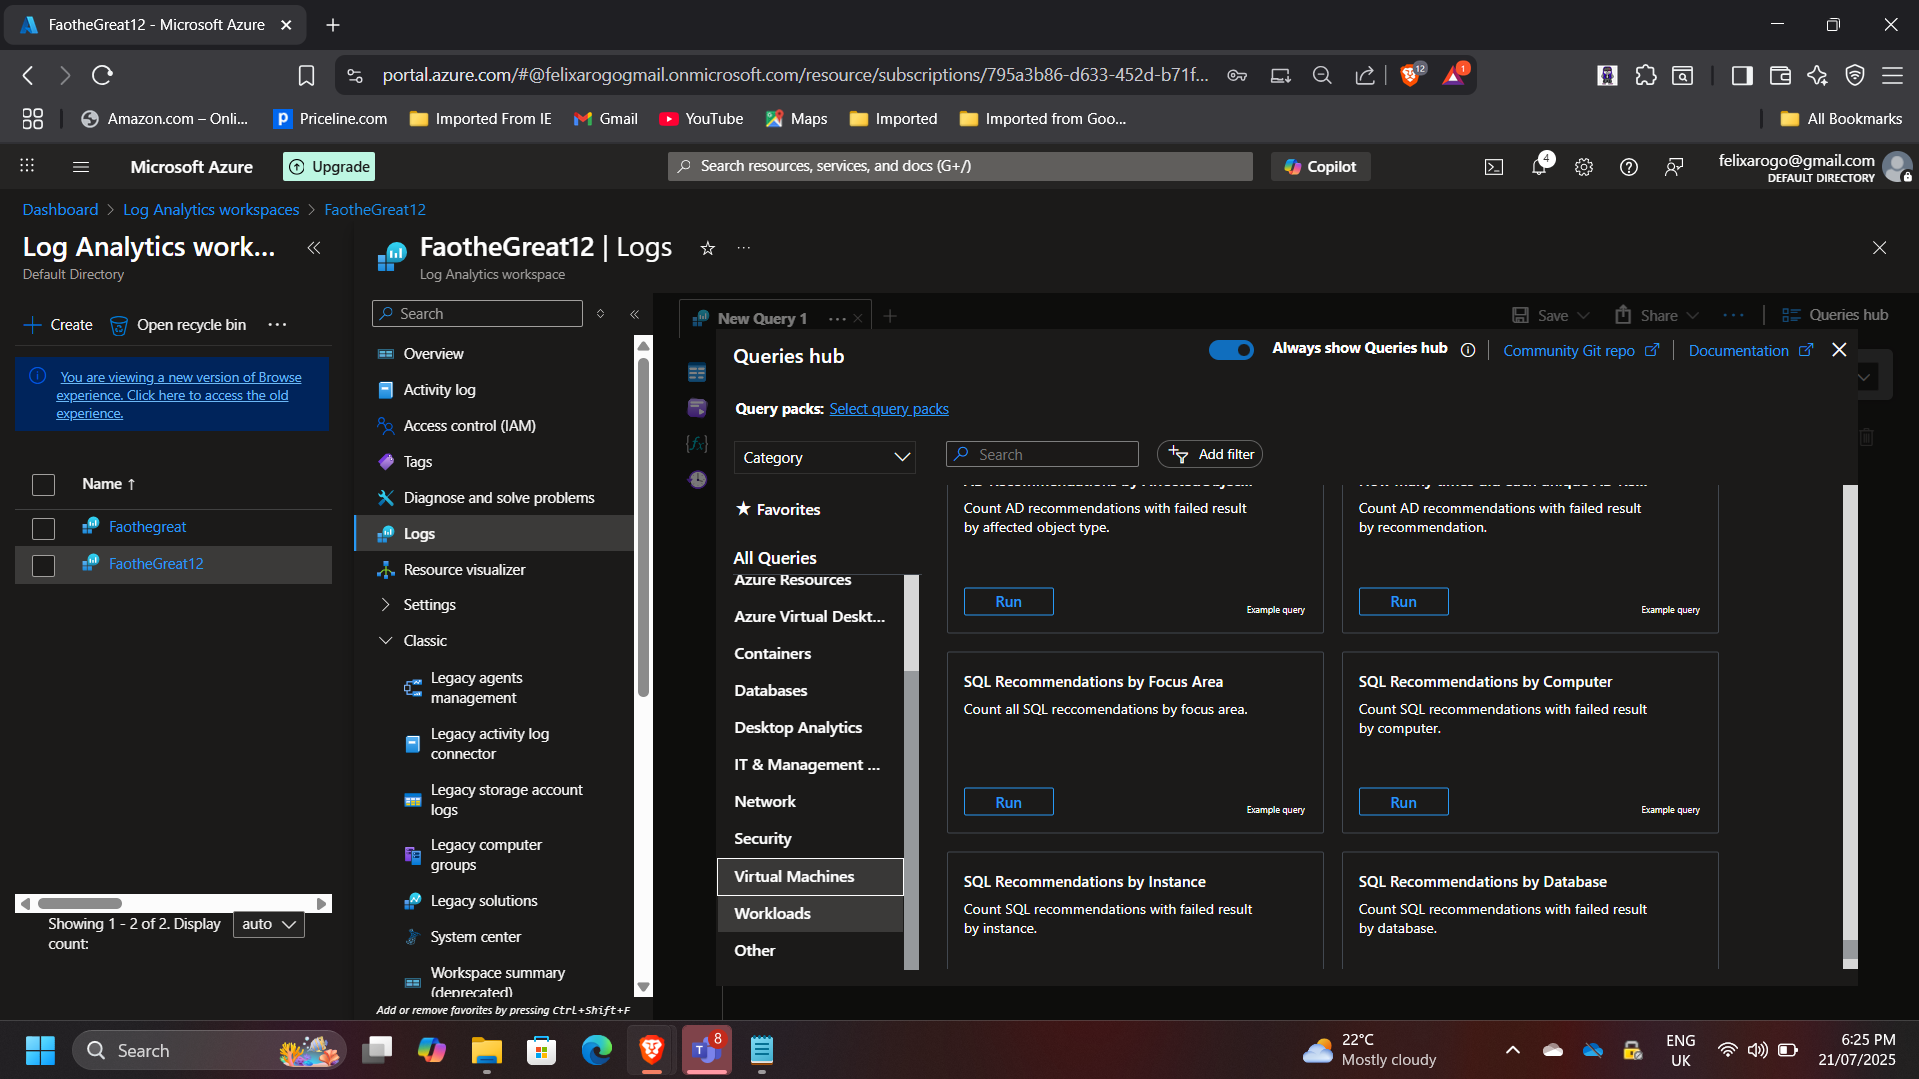 FaotheGreat12 - Microsoft Azure
portal.azure.com/#@felixarogogmail.onmicrosoft.com/resource/subscriptions/795a3b86-d633-452d-b71f...
12
1
Amazon.com – Onli...
Priceline.com
Imported From IE
Gmail
YouTube
Maps
Imported
Imported from Goo...
All Bookmarks
Microsoft Azure
Upgrade
Search resources, services, and docs (G+/)
Copilot
4
felixarogo@gmail.com
DEFAULT DIRECTORY
Dashboard > Log Analytics workspaces > FaotheGreat12
Log Analytics work...
Default Directory
Create
Open recycle bin
You are viewing a new version of Browse
experience. Click here to access the old
experience.
Name ↑
Faothegreat
FaotheGreat12
Showing 1 - 2 of 2. Display
count:
auto
FaotheGreat12 | Logs
Log Analytics workspace
Search
Overview
Activity log
Access control (IAM)
Tags
Diagnose and solve problems
Logs
Resource visualizer
Settings
Classic
Legacy agents
management
Legacy activity log
connector
Legacy storage account
logs
Legacy computer
groups
Legacy solutions
System center
Workspace summary
(deprecated)
Add or remove favorites by pressing Ctrl+Shift+F
New Query 1
Save
Share
Queries hub
Queries hub
Always show Queries hub
Community Git repo
Documentation
Query packs: Select query packs
Category
Search
Add filter
Favorites
All Queries
Azure Resources
Azure Virtual Deskt...
Containers
Databases
Desktop Analytics
IT & Management ...
Network
Security
Virtual Machines
Workloads
Other
Count AD recommendations with failed result
by affected object type.
Run
Example query
Count AD recommendations with failed result
by recommendation.
Run
Example query
SQL Recommendations by Focus Area
Count all SQL reccomendations by focus area.
Run
Example query
SQL Recommendations by Computer
Count SQL recommendations with failed result
by computer.
Run
Example query
SQL Recommendations by Instance
Count SQL recommendations with failed result
by instance.
SQL Recommendations by Database
Count SQL recommendations with failed result
by database.
Search
8
22°C
Mostly cloudy
ENG
UK
6:25 PM
21/07/2025